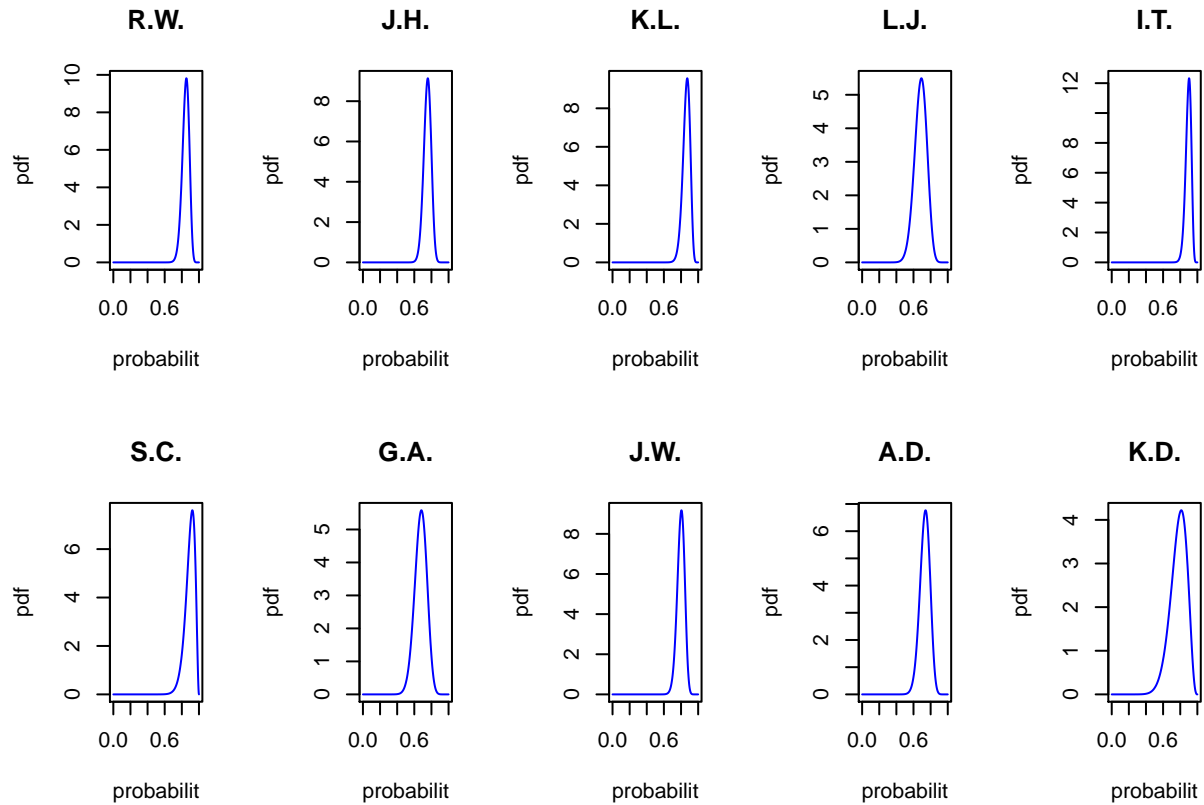 R.W.
pdf
0 2 4 6 8 10
0.0 0.6
probabilit
J.H.
pdf
0 2 4 6 8
0.0 0.6
probabilit
K.L.
pdf
0 2 4 6 8
0.0 0.6
probabilit
L.J.
pdf
0 1 2 3 4 5
0.0 0.6
probabilit
I.T.
pdf
0 2 4 6 8 12
0.0 0.6
probabilit
S.C.
pdf
0 2 4 6
0.0 0.6
probabilit
G.A.
pdf
0 1 2 3 4 5
0.0 0.6
probabilit
J.W.
pdf
0 2 4 6 8
0.0 0.6
probabilit
A.D.
pdf
0 2 4 6
0.0 0.6
probabilit
K.D.
pdf
0 1 2 3 4
0.0 0.6
probabilit